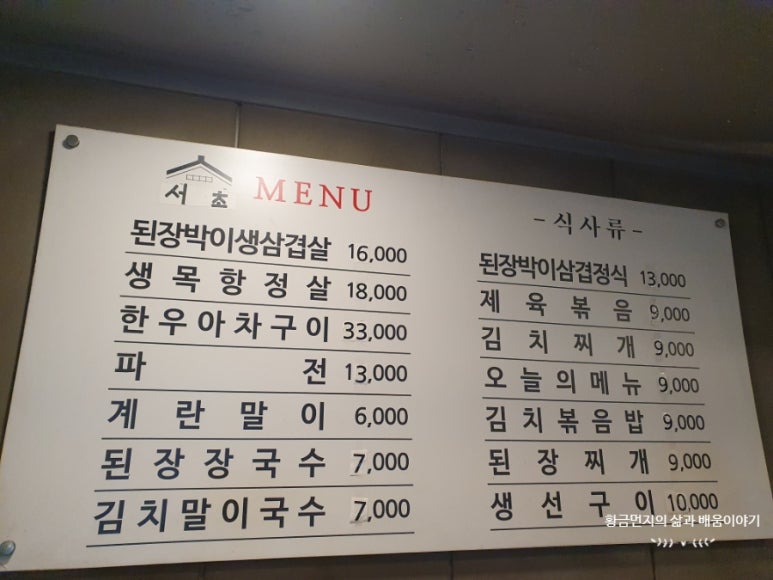 서초 MENU
된장박이생삼겹살 16,000
생목항정살 18,000
한우아차구이 33,000
파전 13,000
계란말이 6,000
된장장국수 7,000
김치말이국수 7,000
- 식사류 -
된장박이삼겹정식 13,000
제육볶음 9,000
김치찌개 9,000
오늘의메뉴 9,000
김치볶음밥 9,000
된장찌개 9,000
생선구이 10,000
황금먼지의 삶과 배움이야기